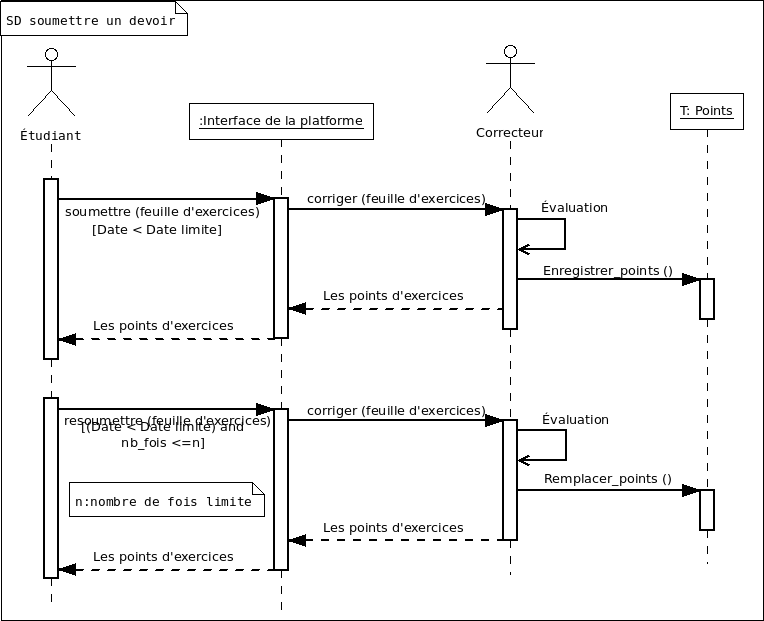 SD soumettre un devoir
Étudiant
:Interface de la platforme
Correcteur
T: Points
soumettre (feuille d'exercices)
[Date < Date limite]
corriger (feuille d'exercices)
Évaluation
Enregistrer_points ()
Les points d'exercices
Les points d'exercices
resoumettre (feuille d'exercices)
[(Date < Date limite) and
nb_fois <=n]
corriger (feuille d'exercices)
Évaluation
Remplacer_points ()
n:nombre de fois limite
Les points d'exercices
Les points d'exercices